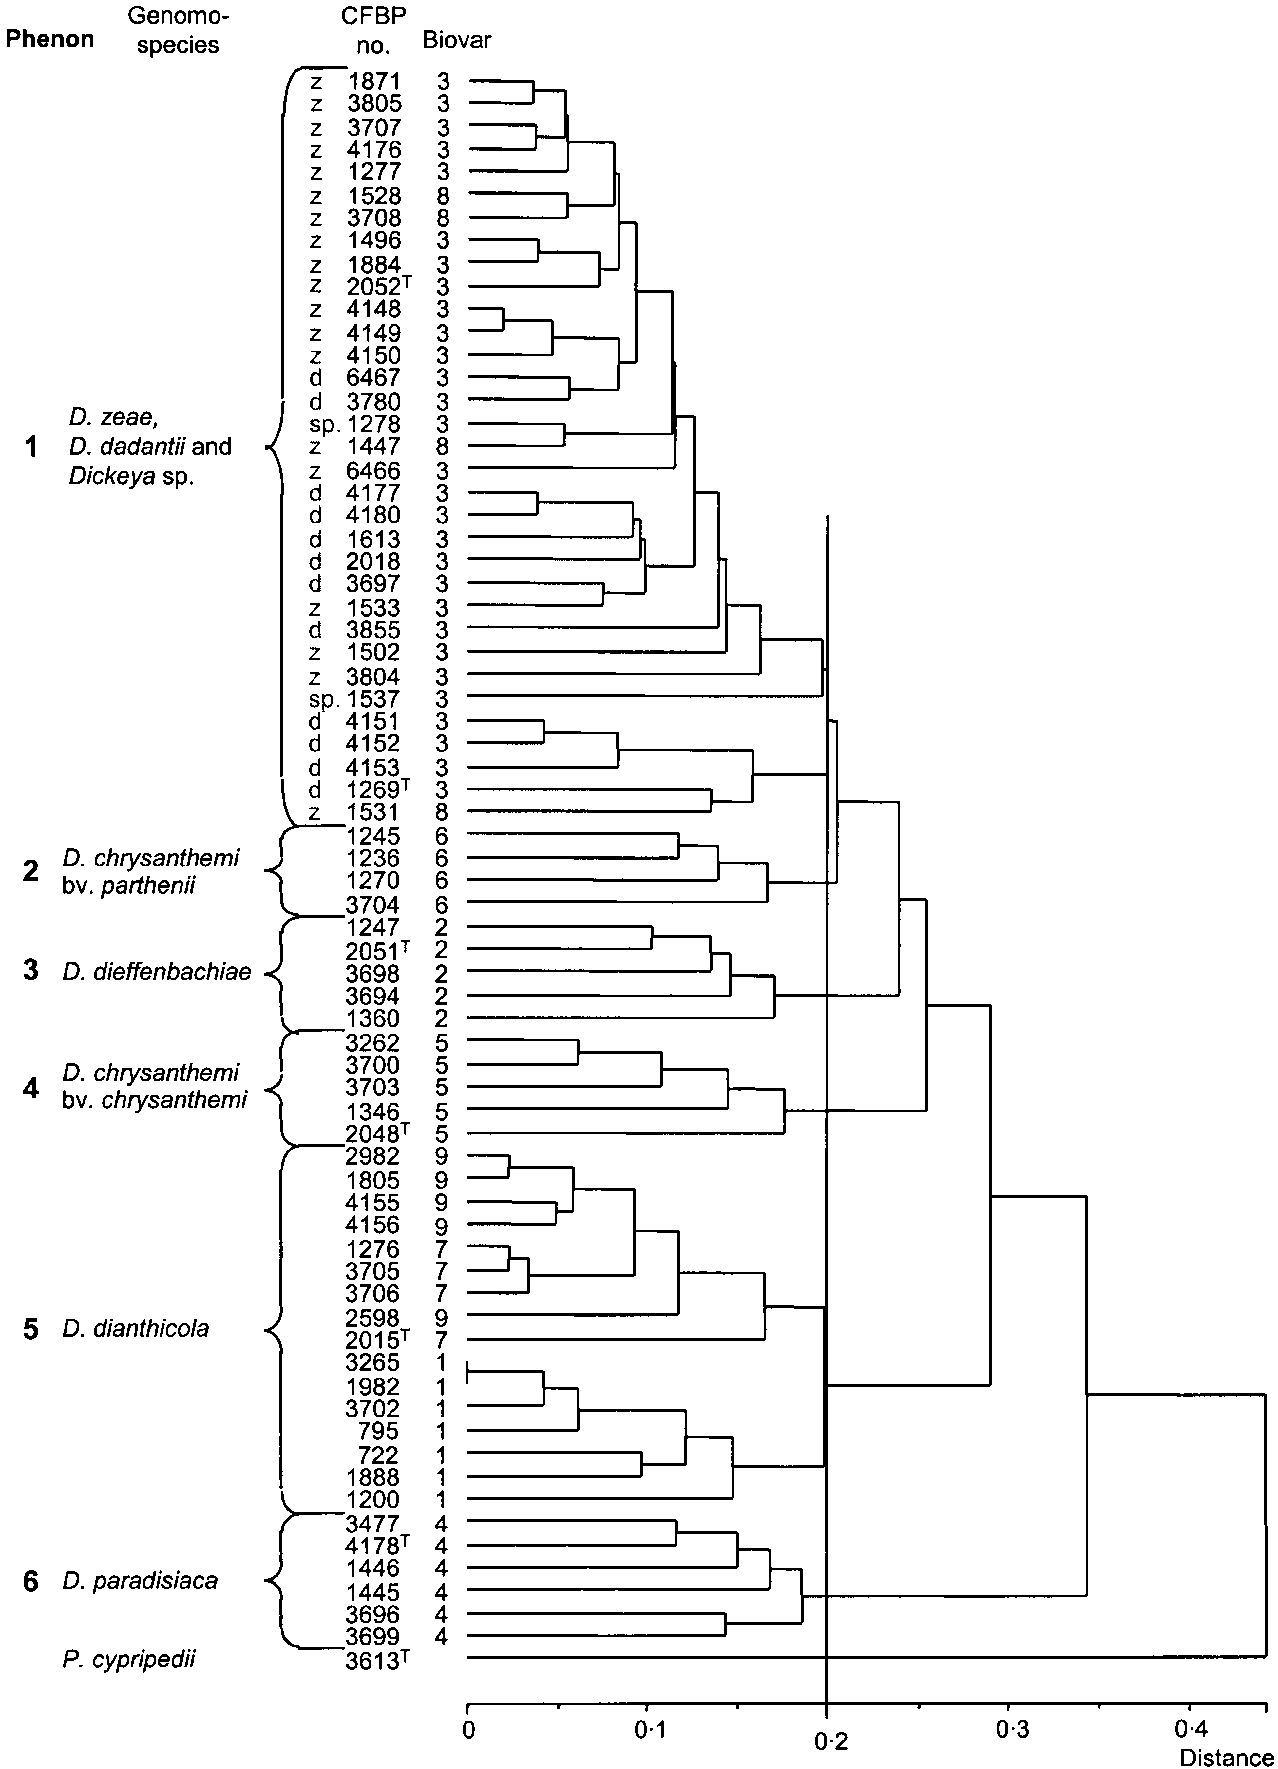 Phenon Genomo-species CFBP no. Biovar
z 1871 3
z 3805 3
z 3707 3
z 4176 3
z 1277 3
z 1528 8
z 3708 8
z 1496 3
z 1884 3
z 2052ᵀ 3
z 4148 3
z 4149 3
z 4150 3
d 6467 3
d 3780 3
sp. 1278 3
z 1447 8
z 6466 3
d 4177 3
d 4180 3
d 1613 3
d 2018 3
d 3697 3
z 1533 3
d 3855 3
z 1502 3
z 3804 3
sp. 1537 3
d 4151 3
d 4152 3
d 4153 3
d 1269ᵀ 3
z 1531 8
1 D. zeae,
D. dadantii and
Dickeya sp.
1245 6
1236 6
1270 6
3704 6
2 D. chrysanthemi
bv. parthenii
1247 2
2051ᵀ 2
3698 2
3694 2
1360 2
3 D. dieffenbachiae
3262 5
3700 5
3703 5
1346 5
2048ᵀ 5
4 D. chrysanthemi
bv. chrysanthemi
2982 9
1805 9
4155 9
4156 9
1276 7
3705 7
3706 7
2598 9
2015ᵀ 7
3265 1
1982 1
3702 1
795 1
722 1
1888 1
1200 1
5 D. dianthicola
3477 4
4178ᵀ 4
1446 4
1445 4
3696 4
3699 4
6 D. paradisiaca
P. cypripedii 3613ᵀ
0 0·1 0·2 0·3 0·4
Distance